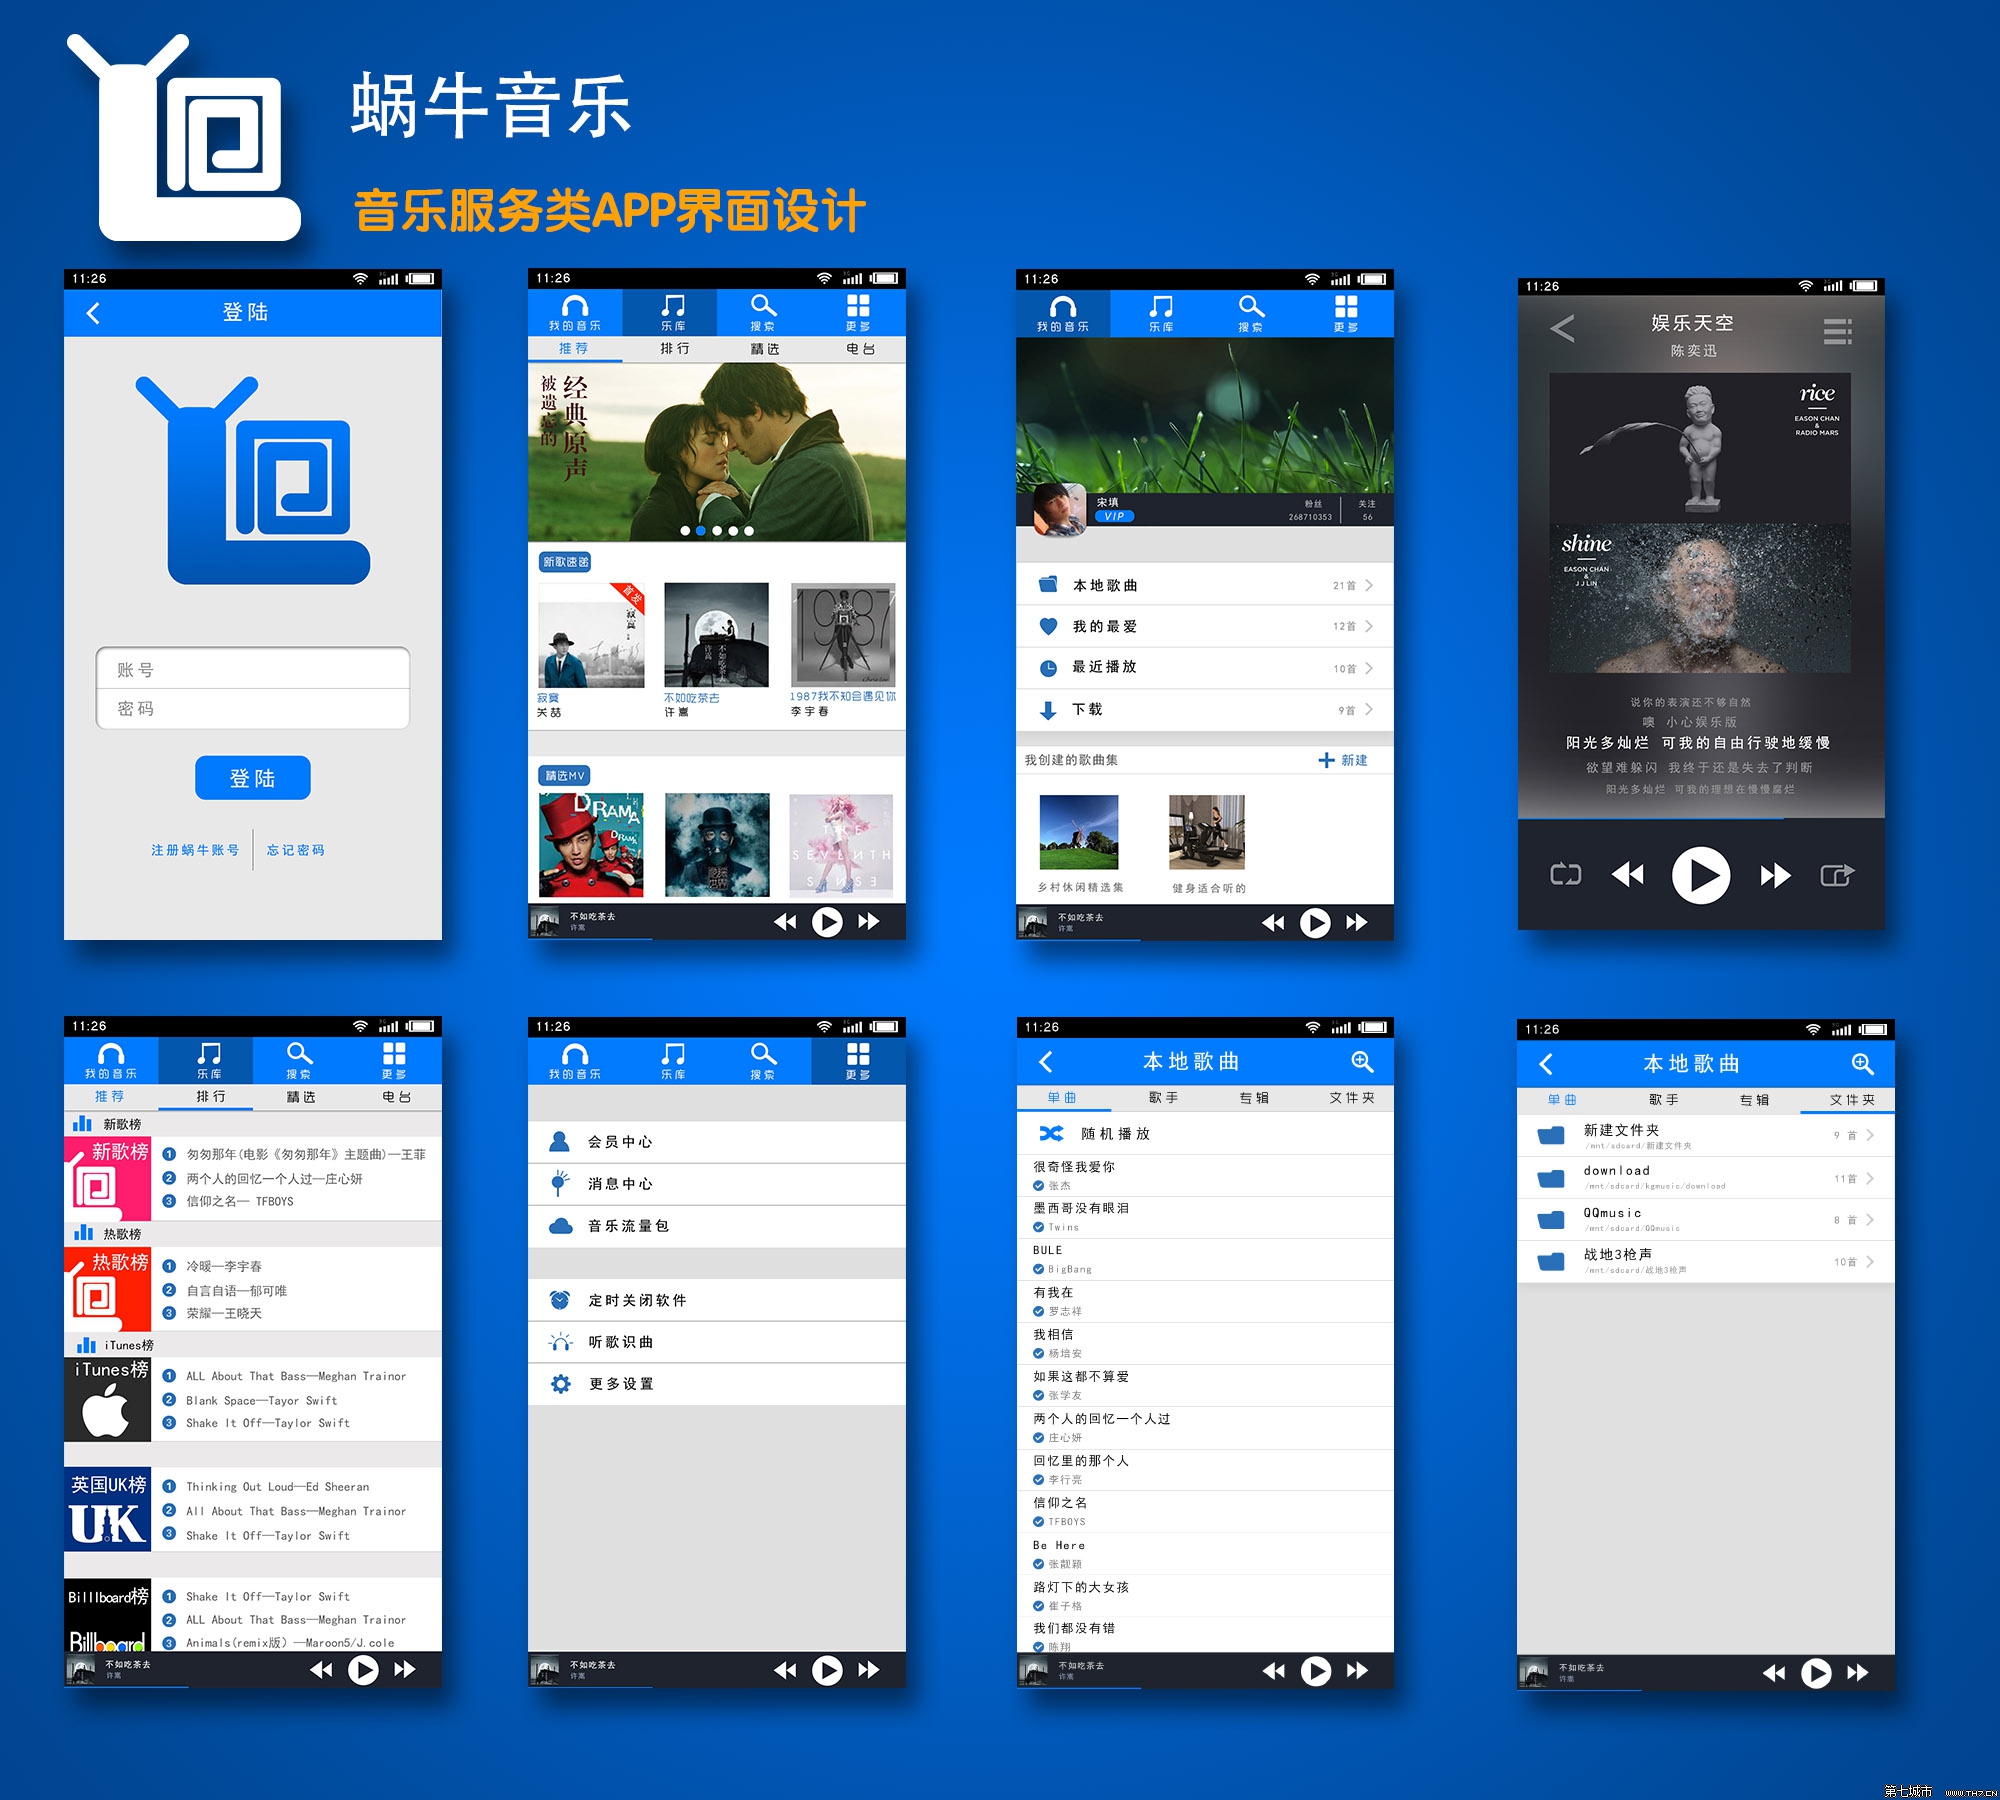 蜗牛音乐
音乐服务类APP界面设计
11:26
登陆
账号
密码
登陆
注册蜗牛账号
忘记密码
11:26
我的音乐 乐库 搜索 更多
推荐 排行 精选 电台
被遗忘的
经典原声
新歌速递
首发
寂寞
1987
寂寞 不如吃茶去 1987我不知会遇见你
关喆 许嵩 李宇春
精选MV
DRAMA
DRAMA
THE
SEVENTH
SENSE
不如吃茶去
许嵩
11:26
我的音乐 乐库 搜索 更多
宋填
VIP
粉丝 关注
268710353 56
本地歌曲 21首
我的最爱 12首
最近播放 10首
下载 9首
我创建的歌曲集 新建
乡村休闲精选集 健身适合听的
不如吃茶去
许嵩
11:26
娱乐天空
陈奕迅
rice
EASON CHAN
&
RADIO MARS
shine
EASON CHAN
&
JJ LIN
说你的表演还不够自然
噢 小心娱乐版
阳光多灿烂 可我的自由行驶地缓慢
欲望难躲闪 我终于还是失去了判断
阳光多灿烂 可我的理想在慢慢腐烂
11:26
我的音乐 乐库 搜索 更多
推荐 排行 精选 电台
新歌榜
新歌榜
1 匆匆那年(电影《匆匆那年》主题曲)—王菲
2 两个人的回忆一个人过—庄心妍
3 信仰之名— TFBOYS
热歌榜
热歌榜
1 冷暖—李宇春
2 自言自语—郁可唯
3 荣耀—王晓天
iTunes榜
iTunes榜
1 ALL About That Bass—Meghan Trainor
2 Blank Space—Tayor Swift
3 Shake It Off—Taylor Swift
英国UK榜
UK
1 Thinking Out Loud—Ed Sheeran
2 All About That Bass—Meghan Trainor
3 Shake It Off—Taylor Swift
Billlboard榜
Billboard
1 Shake It Off—Taylor Swift
2 ALL About That Bass—Meghan Trainor
3 Animals(remix版) —Maroon5/J.cole
不如吃茶去
许嵩
11:26
我的音乐 乐库 搜索 更多
会员中心
消息中心
音乐流量包
定时关闭软件
听歌识曲
更多设置
不如吃茶去
许嵩
11:26
本地歌曲
单曲 歌手 专辑 文件夹
随机播放
很奇怪我爱你
张杰
墨西哥没有眼泪
Twins
BULE
BigBang
有我在
罗志祥
我相信
杨培安
如果这都不算爱
张学友
两个人的回忆一个人过
庄心妍
回忆里的那个人
李行亮
信仰之名
TFBOYS
Be Here
张靓颖
路灯下的大女孩
崔子格
我们都没有错
陈翔
不如吃茶去
许嵩
11:26
本地歌曲
单曲 歌手 专辑 文件夹
新建文件夹 9 首
/mnt/sdcard/新建文件夹
download 11首
/mnt/sdcard/kgmusic/download
QQmusic 8 首
/mnt/sdcard/QQmusic
战地3枪声 10首
/mnt/sdcard/战地3枪声
不如吃茶去
许嵩
第七城市 WWW.TH7.CN